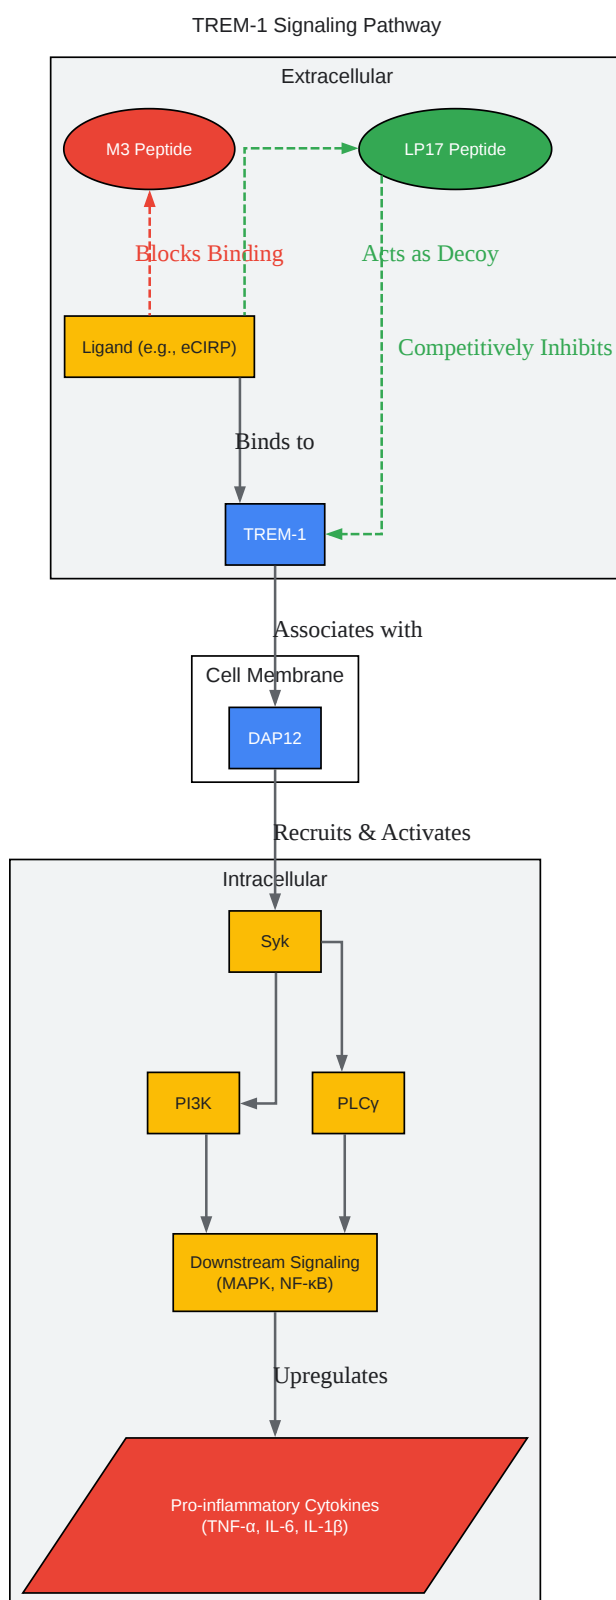 TREM-1 Signaling Pathway
Extracellular
M3 Peptide
LP17 Peptide
Blocks Binding
Acts as Decoy
Ligand (e.g., eCIRP)
Competitively Inhibits
Binds to
TREM-1
Associates with
Cell Membrane
DAP12
Recruits & Activates
Intracellular
Syk
PI3K
PLCγ
Downstream Signaling
(MAPK, NF-κB)
Upregulates
Pro-inflammatory Cytokines
(TNF-α, IL-6, IL-1β)